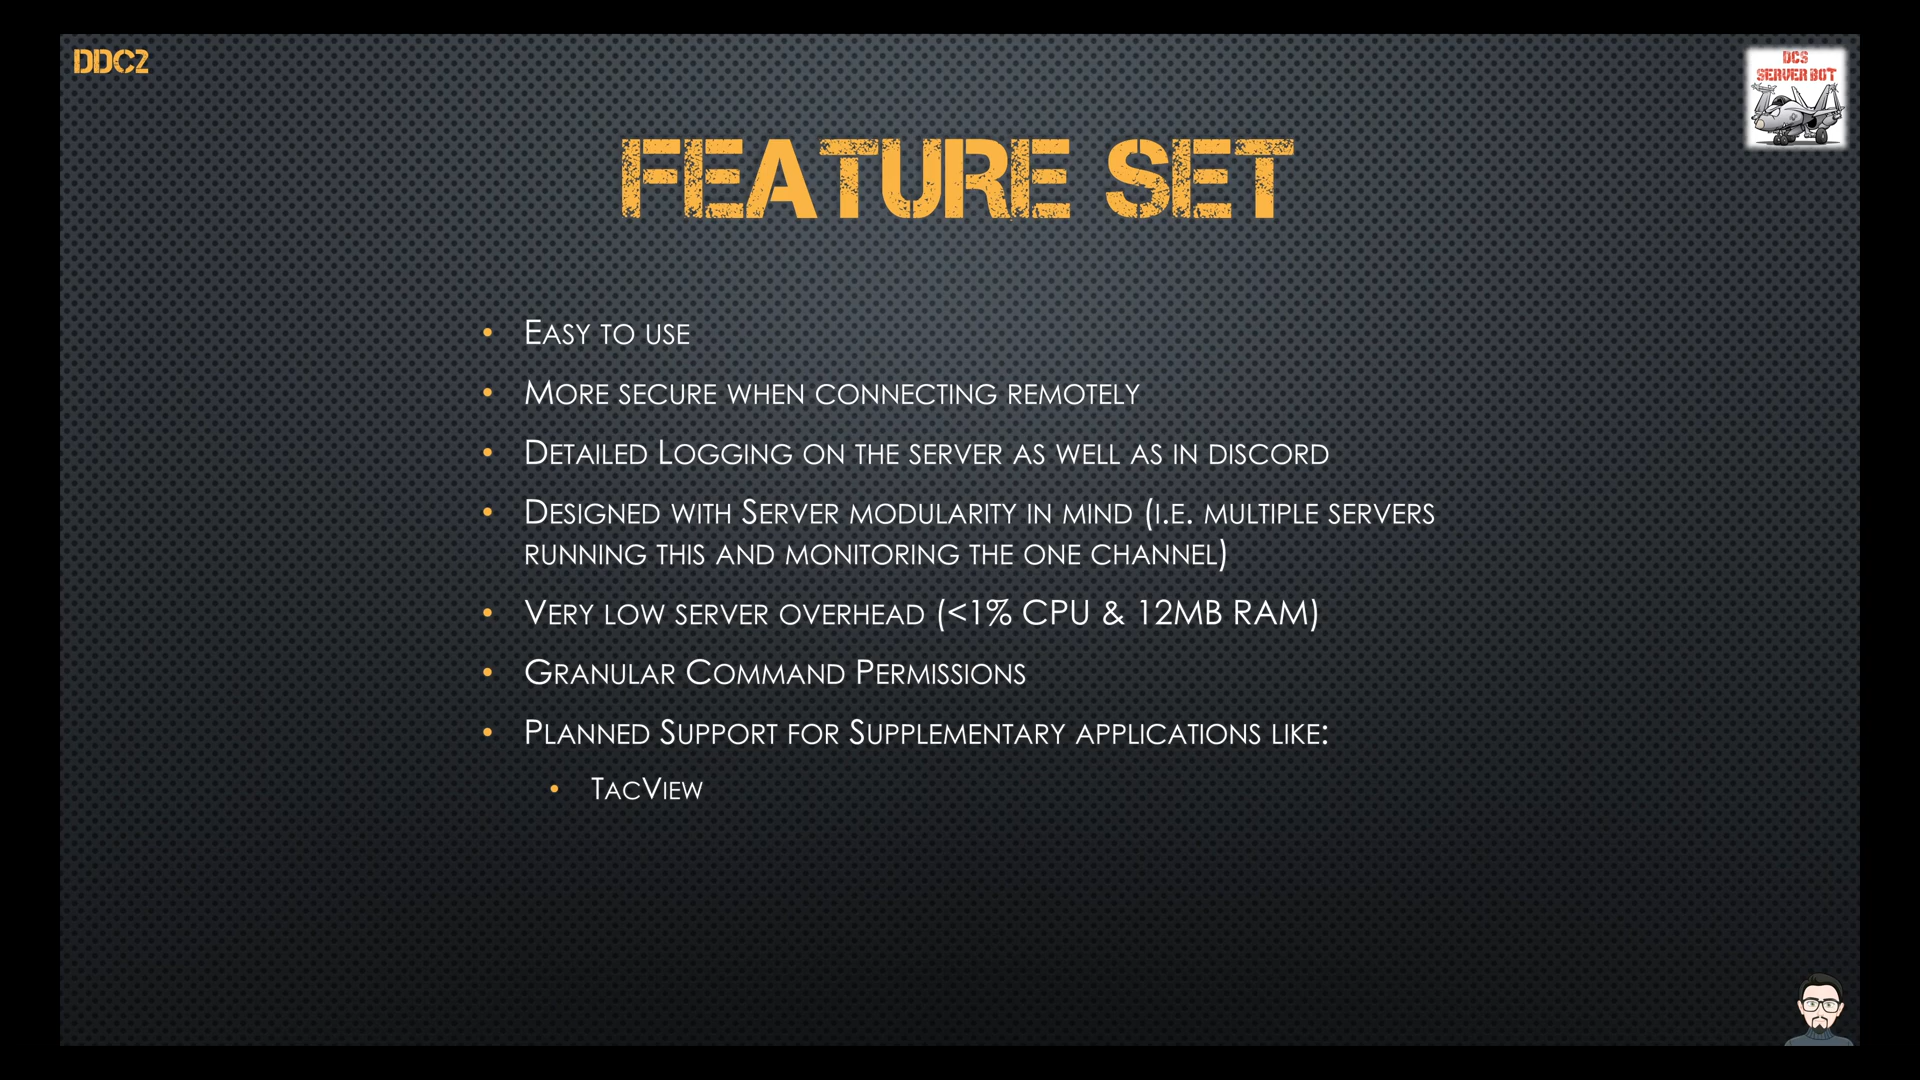 DDC2
DCS
SERVER BOT
FEATURE SET
• Easy to use
• More secure when connecting remotely
• Detailed Logging on the server as well as in discord
• Designed with Server modularity in mind (i.e. multiple servers
running this and monitoring the one channel)
• Very low server overhead (<1% CPU & 12MB RAM)
• Granular Command Permissions
• Planned Support for Supplementary applications like:
• TacView